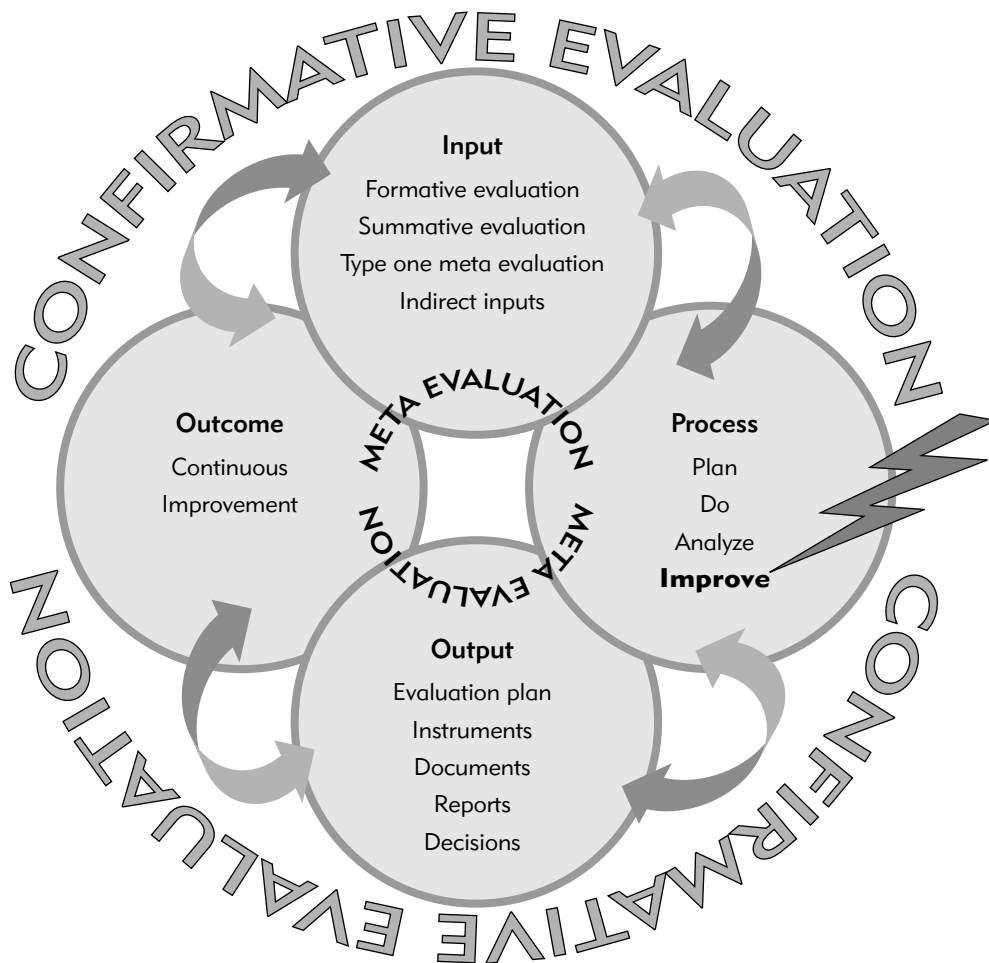 CONFIRMATIVE EVALUATION
Input
Formative evaluation
Summative evaluation
Type one meta evaluation
Indirect inputs
META EVALUATION
Outcome
Continuous
Improvement
Process
Plan
Do
Analyze
Improve
META EVALUATION
Output
Evaluation plan
Instruments
Documents
Reports
Decisions
CONFIRMATIVE EVALUATION